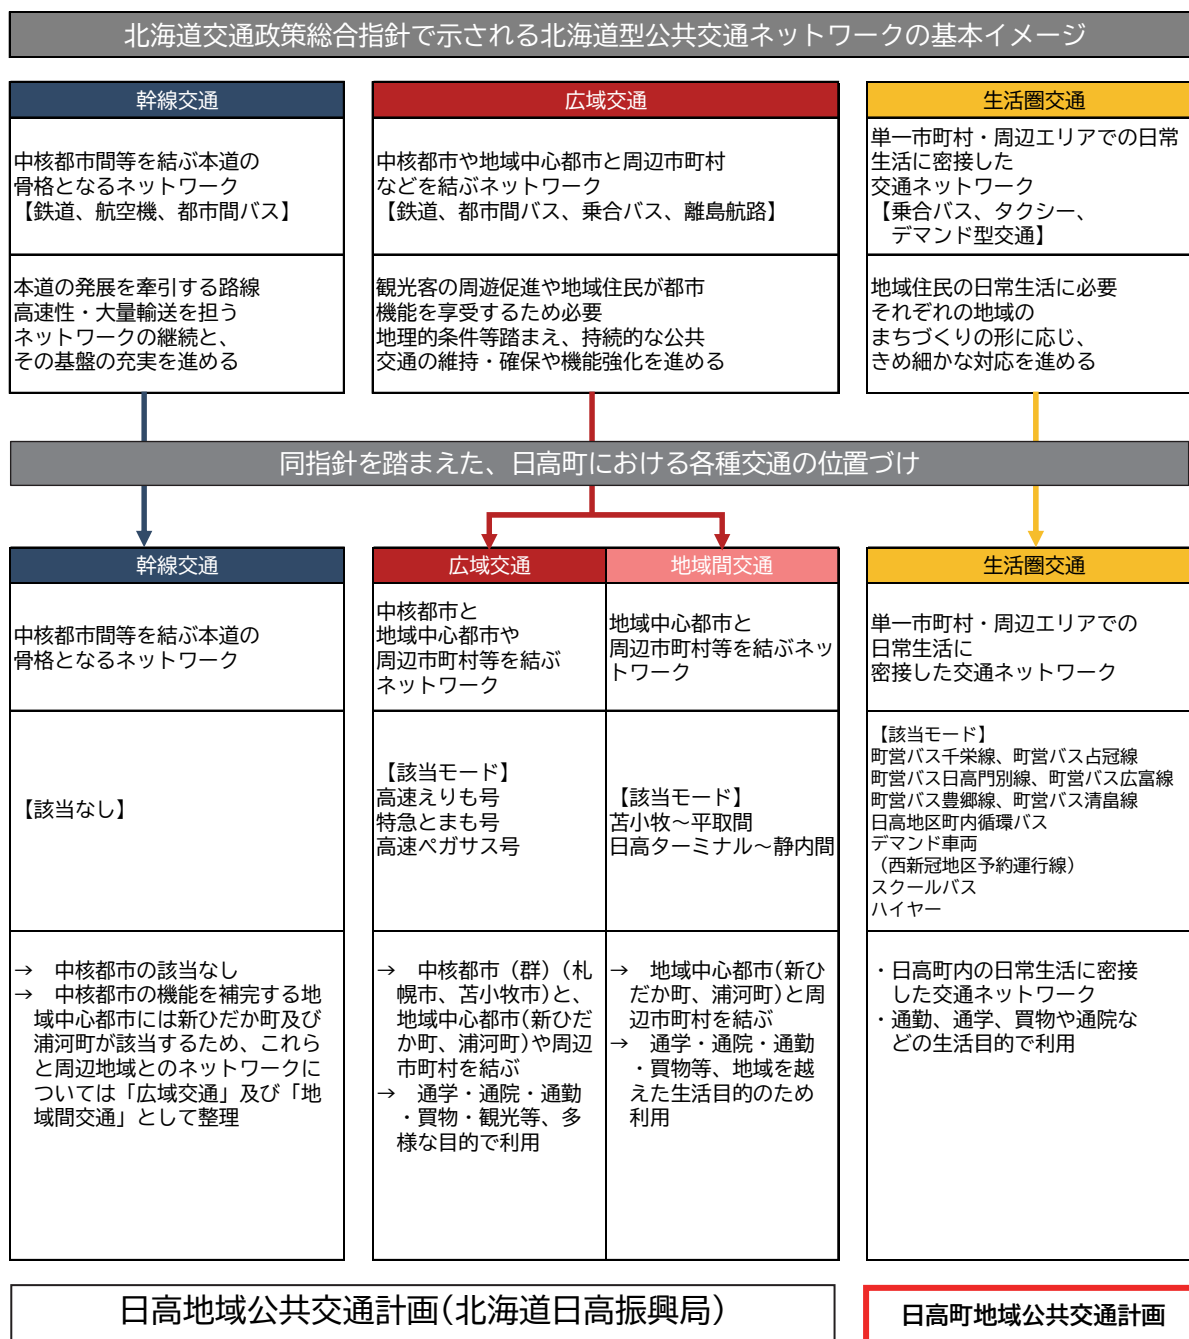 北海道交通政策総合指針で示される北海道型公共交通ネットワークの基本イメージ
幹線交通
中核都市間等を結ぶ本道の
骨格となるネットワーク
【鉄道、航空機、都市間バス】
本道の発展を牽引する路線
高速性・大量輸送を担う
ネットワークの継続と、
その基盤の充実を進める
広域交通
中核都市や地域中心都市と周辺市町村
などを結ぶネットワーク
【鉄道、都市間バス、乗合バス、離島航路】
観光客の周遊促進や地域住民が都市
機能を享受するため必要
地理的条件等踏まえ、持続的な公共
交通の維持・確保や機能強化を進める
生活圏交通
単一市町村・周辺エリアでの日常
生活に密接した
交通ネットワーク
【乗合バス、タクシー、
デマンド型交通】
地域住民の日常生活に必要
それぞれの地域の
まちづくりの形に応じ、
きめ細かな対応を進める
同指針を踏まえた、日高町における各種交通の位置づけ
幹線交通
中核都市間等を結ぶ本道の
骨格となるネットワーク
【該当なし】
→　中核都市の該当なし
→　中核都市の機能を補完する地
域中心都市には新ひだか町及び
浦河町が該当するため、これら
と周辺地域とのネットワークに
ついては「広域交通」及び「地
域間交通」として整理
広域交通
中核都市と
地域中心都市や
周辺市町村等を結ぶ
ネットワーク
【該当モード】
高速えりも号
特急とまも号
高速ペガサス号
→　中核都市（群）（札
幌市、苫小牧市）と、
地域中心都市（新ひだ
か町、浦河町）や周辺
市町村を結ぶ
→　通学・通院・通勤
・買物・観光等、多
様な目的で利用
地域間交通
地域中心都市と
周辺市町村等を結ぶネッ
トワーク
【該当モード】
苫小牧～平取間
日高ターミナル～静内間
→　地域中心都市（新ひ
だか町、浦河町）と周
辺市町村を結ぶ
→　通学・通院・通勤
・買物等、地域を越
えた生活目的のため
利用
生活圏交通
単一市町村・周辺エリアでの
日常生活に
密接した交通ネットワーク
【該当モード】
町営バス千栄線、町営バス占冠線
町営バス日高門別線、町営バス広富線
町営バス豊郷線、町営バス清畠線
日高地区町内循環バス
デマンド車両
（西新冠地区予約運行線）
スクールバス
ハイヤー
・日高町内の日常生活に密接
した交通ネットワーク
・通勤、通学、買物や通院な
どの生活目的で利用
日高地域公共交通計画（北海道日高振興局）
日高町地域公共交通計画